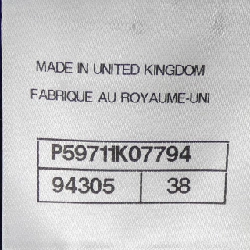 MADE IN UNITED KINGDOM
FABRIQUE AU ROYAUME-UNI
P59711K07794
94305 38